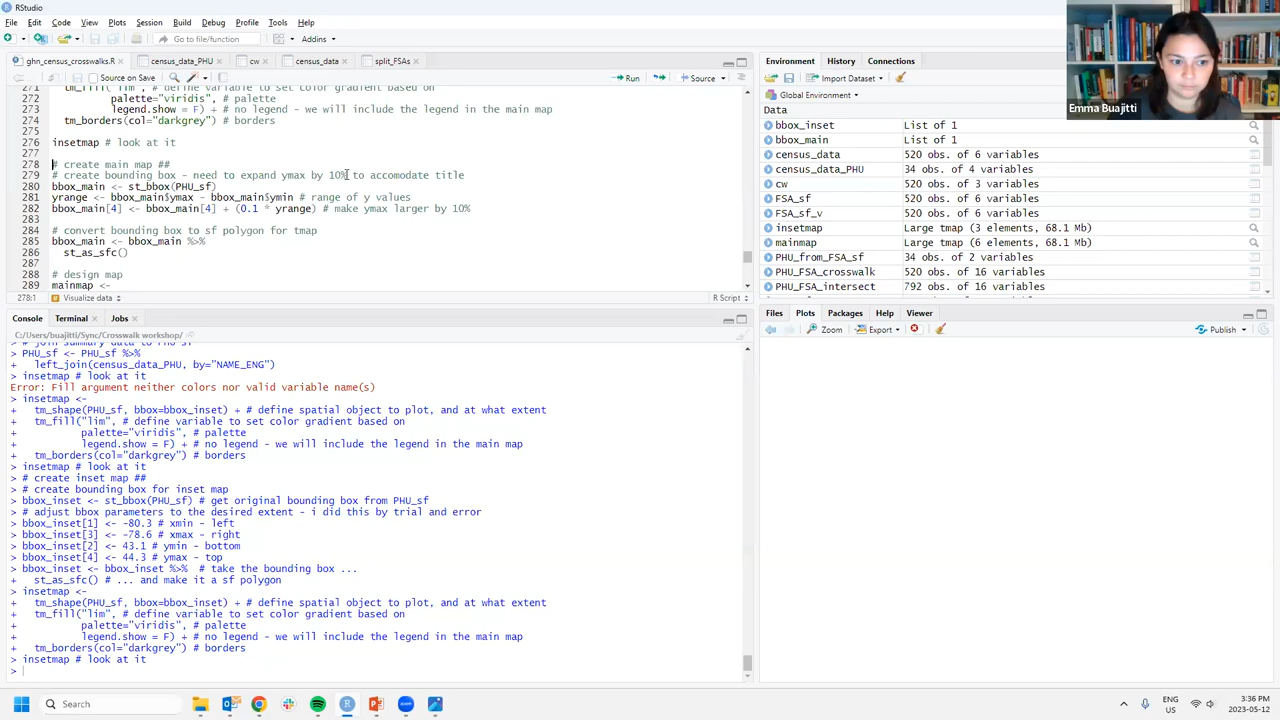 RStudio
File Edit Code View Plots Session Build Debug Profile Tools Help
Go to file/function Addins
ghn_census_crosswalks.R census_data_PHU cw census_data split_FSAs
Source on Save Run Source
271 tm_fill("lim", # define variable to set color gradient based on
272 palette="viridis", # palette
273 legend.show = F) + # no legend - we will include the legend in the main map
274 tm_borders(col="darkgrey") # borders
275
276 insetmap # look at it
277
278 # create main map ##
279 # create bounding box - need to expand ymax by 10% to accomodate title
280 bbox_main <- st_bbox(PHU_sf)
281 yrange <- bbox_main$ymax - bbox_main$ymin # range of y values
282 bbox_main[4] <- bbox_main[4] + (0.1 * yrange) # make ymax larger by 10%
283
284 # convert bounding box to sf polygon for tmap
285 bbox_main <- bbox_main %>%
286 st_as_sfc()
287
288 # design map
289 mainmap <-
278:1 Visualize data R Script
Console Terminal Jobs
C:/Users/buajitti/Sync/Crosswalk workshop/
> # join summary data to PHU sf
> PHU_sf <- PHU_sf %>%
+ left_join(census_data_PHU, by="NAME_ENG")
> insetmap # look at it
Error: Fill argument neither colors nor valid variable name(s)
> insetmap <-
+ tm_shape(PHU_sf, bbox=bbox_inset) + # define spatial object to plot, and at what extent
+ tm_fill("lim", # define variable to set color gradient based on
+ palette="viridis", # palette
+ legend.show = F) + # no legend - we will include the legend in the main map
+ tm_borders(col="darkgrey") # borders
> insetmap # look at it
> # create inset map ##
> # create bounding box for inset map
> bbox_inset <- st_bbox(PHU_sf) # get original bounding box from PHU_sf
> # adjust bbox parameters to the desired extent - i did this by trial and error
> bbox_inset[1] <- -80.3 # xmin - left
> bbox_inset[3] <- -78.6 # xmax - right
> bbox_inset[2] <- 43.1 # ymin - bottom
> bbox_inset[4] <- 44.3 # ymax - top
> bbox_inset <- bbox_inset %>% # take the bounding box ...
+ st_as_sfc() # ... and make it a sf polygon
> insetmap <-
+ tm_shape(PHU_sf, bbox=bbox_inset) + # define spatial object to plot, and at what extent
+ tm_fill("lim", # define variable to set color gradient based on
+ palette="viridis", # palette
+ legend.show = F) + # no legend - we will include the legend in the main map
+ tm_borders(col="darkgrey") # borders
> insetmap # look at it
>
Environment History Connections
Import Dataset
Global Environment
Data
bbox_inset List of 1
bbox_main List of 1
census_data 520 obs. of 6 variables
census_data_PHU 34 obs. of 4 variables
cw 520 obs. of 3 variables
FSA_sf 520 obs. of 6 variables
FSA_sf_v 520 obs. of 6 variables
insetmap Large tmap (3 elements, 68.1 Mb)
mainmap Large tmap (6 elements, 68.1 Mb)
PHU_from_FSA_sf 34 obs. of 2 variables
PHU_FSA_crosswalk 520 obs. of 16 variables
PHU_FSA_intersect 792 obs. of 16 variables
Files Plots Packages Help Viewer
Zoom Export Publish
Emma Buajitti
Search
ENG
US
3:36 PM
2023-05-12